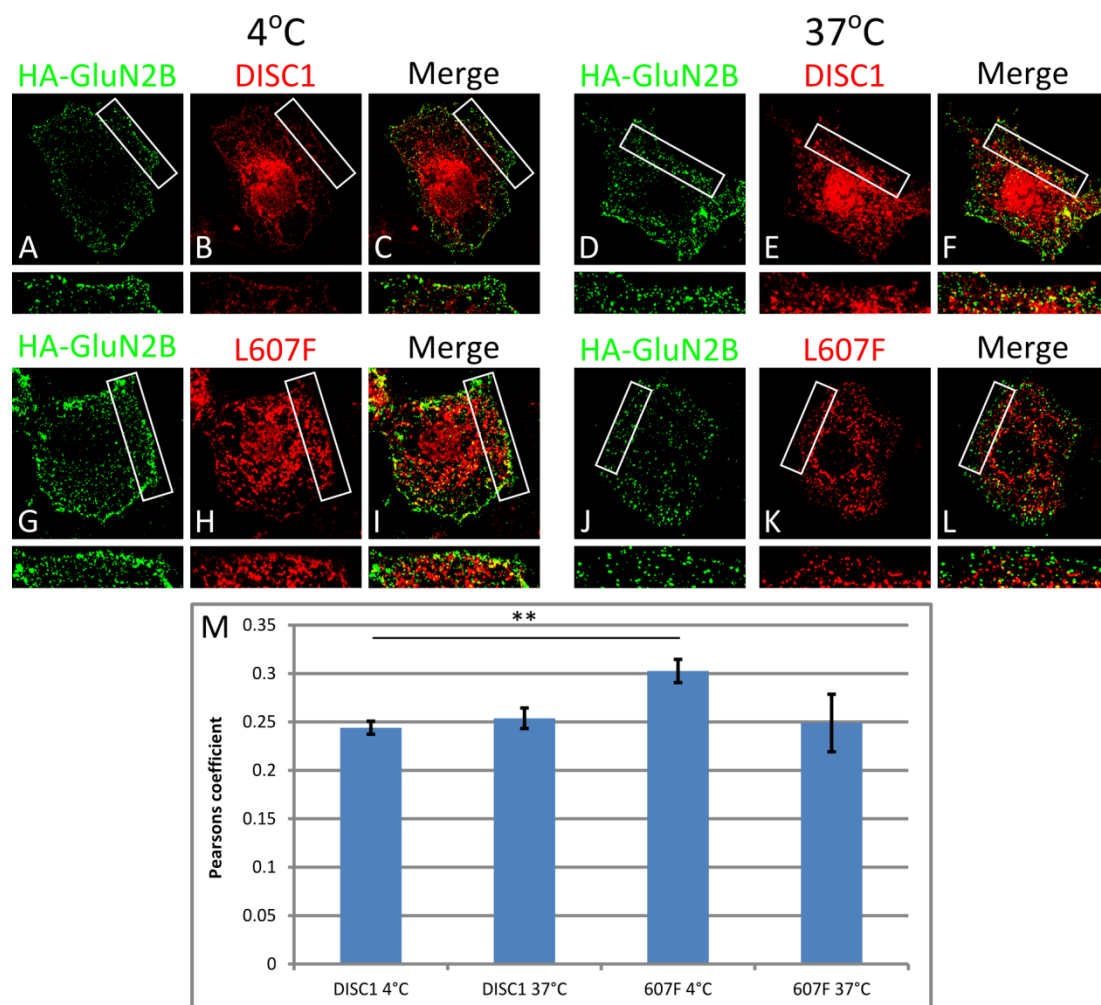 4°C 37°C
HA-GluN2B DISC1 Merge HA-GluN2B DISC1 Merge
A B C D E F
HA-GluN2B L607F Merge HA-GluN2B L607F Merge
G H I J K L
M
**
Pearsons coefficient
0.35
0.3
0.25
0.2
0.15
0.1
0.05
0
DISC1 4°C DISC1 37°C 607F 4°C 607F 37°C